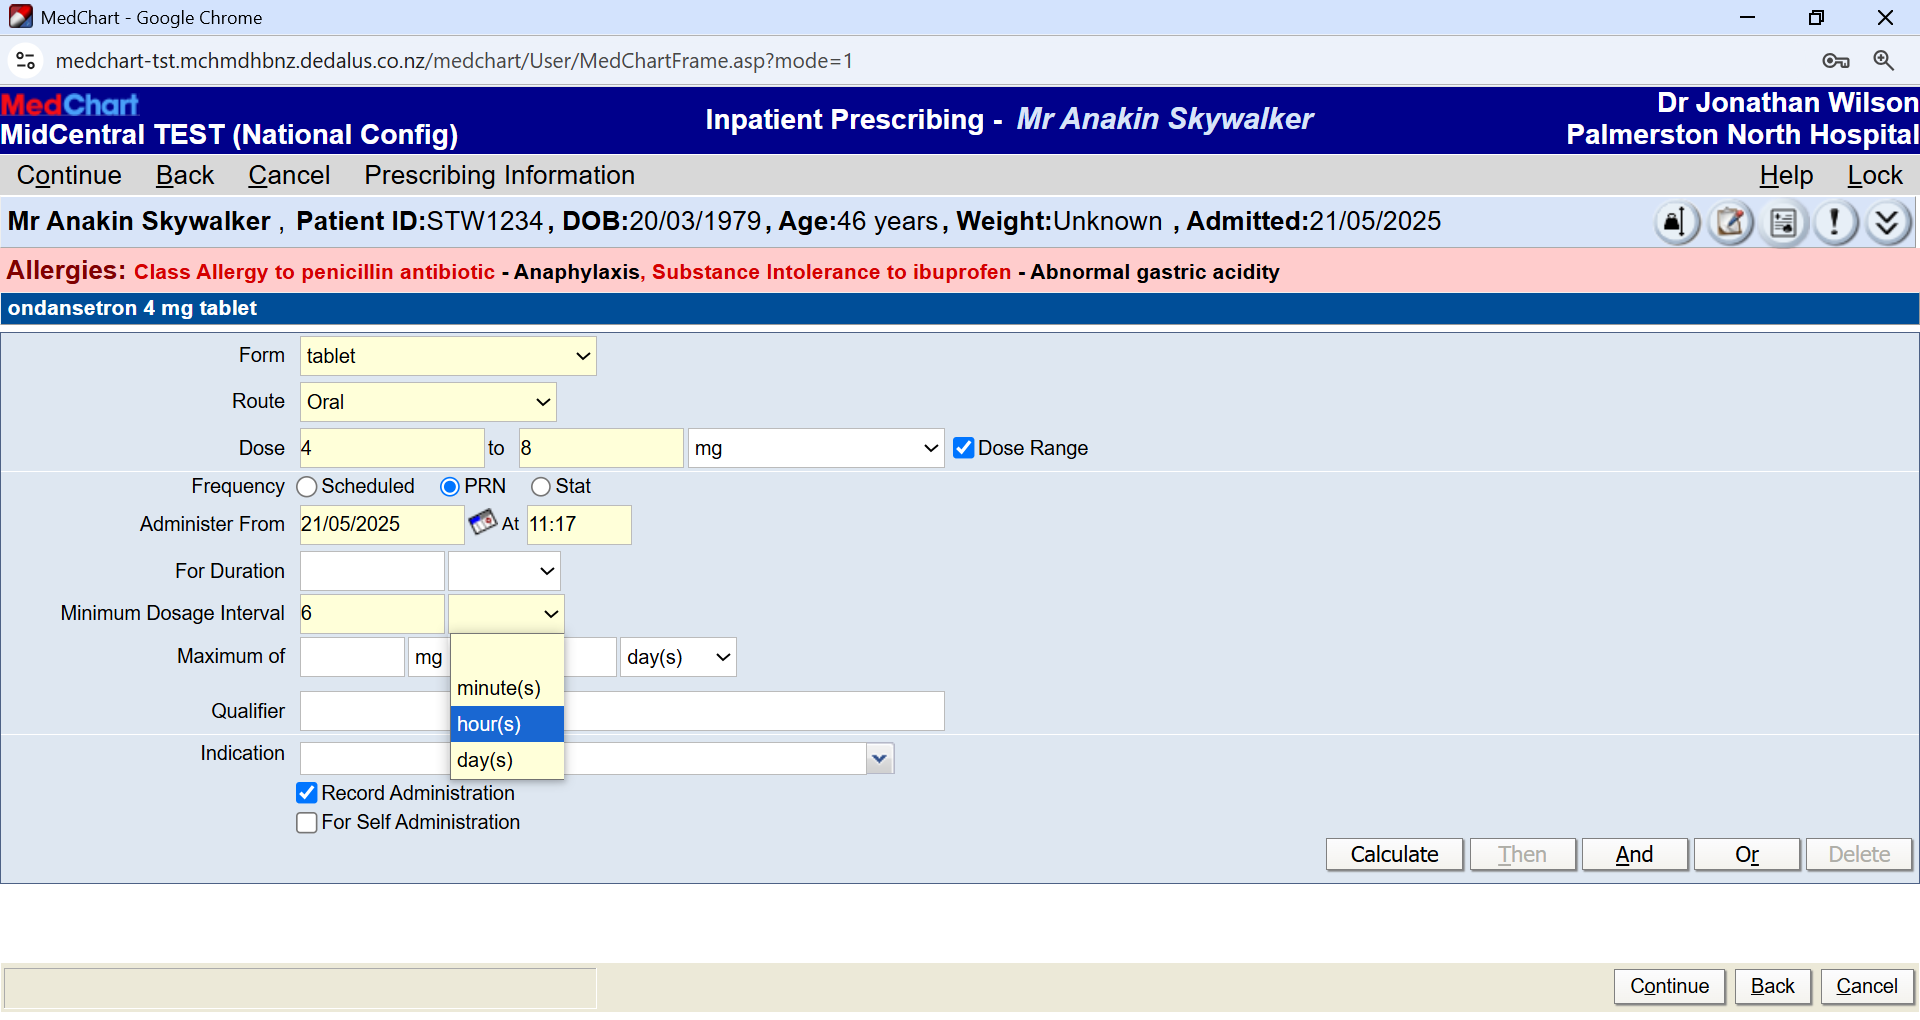 MedChart - Google Chrome
medchart-tst.mchmdhbnz.dedalus.co.nz/medchart/User/MedChartFrame.asp?mode=1
MedChart
MidCentral TEST (National Config)
Inpatient Prescribing - Mr Anakin Skywalker
Dr Jonathan Wilson
Palmerston North Hospital
Continue Back Cancel Prescribing Information Help Lock
Mr Anakin Skywalker , Patient ID:STW1234, DOB:20/03/1979, Age:46 years, Weight:Unknown , Admitted:21/05/2025
Allergies: Class Allergy to penicillin antibiotic - Anaphylaxis, Substance Intolerance to ibuprofen - Abnormal gastric acidity
ondansetron 4 mg tablet
Form tablet
Route Oral
Dose 4 to 8 mg Dose Range
Frequency Scheduled PRN Stat
Administer From 21/05/2025 At 11:17
For Duration
Minimum Dosage Interval 6
Maximum of mg day(s)
minute(s)
Qualifier
hour(s)
Indication
day(s)
Record Administration
For Self Administration
Calculate Then And Or Delete
Continue Back Cancel